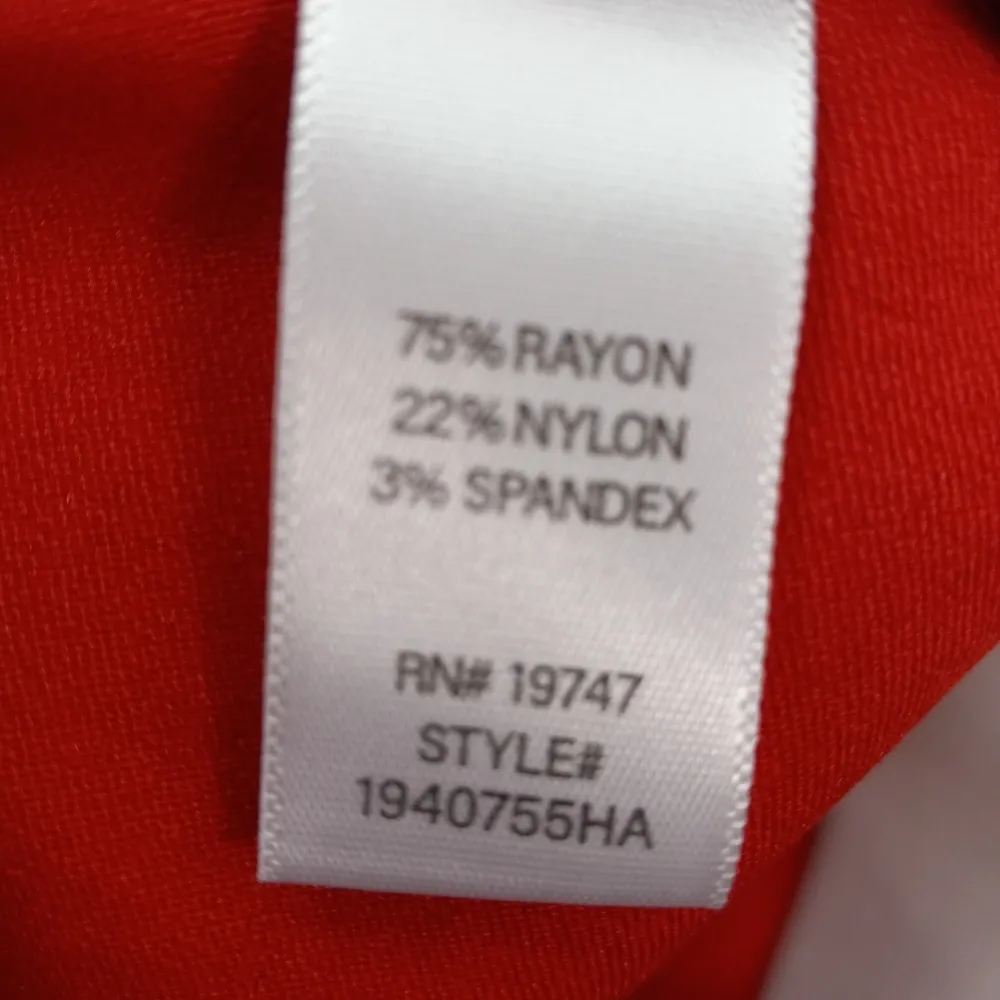 75% RAYON
22% NYLON
3% SPANDEX
RN# 19747
STYLE#
1940755HA